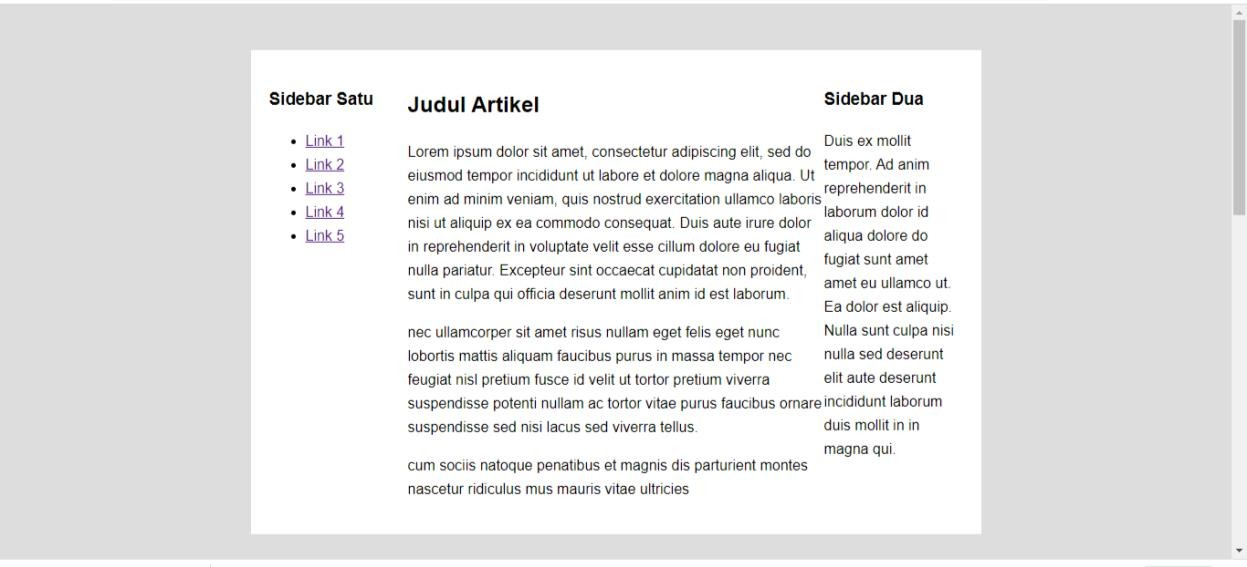 Sidebar Satu
Link 1
Link 2
Link 3
Link 4
Link 5
Judul Artikel
Lorem ipsum dolor sit amet, consectetur adipiscing elit, sed do
eiusmod tempor incididunt ut labore et dolore magna aliqua. Ut
enim ad minim veniam, quis nostrud exercitation ullamco laboris
nisi ut aliquip ex ea commodo consequat. Duis aute irure dolor
in reprehenderit in voluptate velit esse cillum dolore eu fugiat
nulla pariatur. Excepteur sint occaecat cupidatat non proident,
sunt in culpa qui officia deserunt mollit anim id est laborum.
nec ullamcorper sit amet risus nullam eget felis eget nunc
lobortis mattis aliquam faucibus purus in massa tempor nec
feugiat nisl pretium fusce id velit ut tortor pretium viverra
suspendisse potenti nullam ac tortor vitae purus faucibus ornare
suspendisse sed nisi lacus sed viverra tellus.
cum sociis natoque penatibus et magnis dis parturient montes
nascetur ridiculus mus mauris vitae ultricies
Sidebar Dua
Duis ex mollit
tempor. Ad anim
reprehenderit in
laborum dolor id
aliqua dolore do
fugiat sunt amet
amet eu ullamco ut.
Ea dolor est aliquip.
Nulla sunt culpa nisi
nulla sed deserunt
elit aute deserunt
incididunt laborum
duis mollit in in
magna qui.